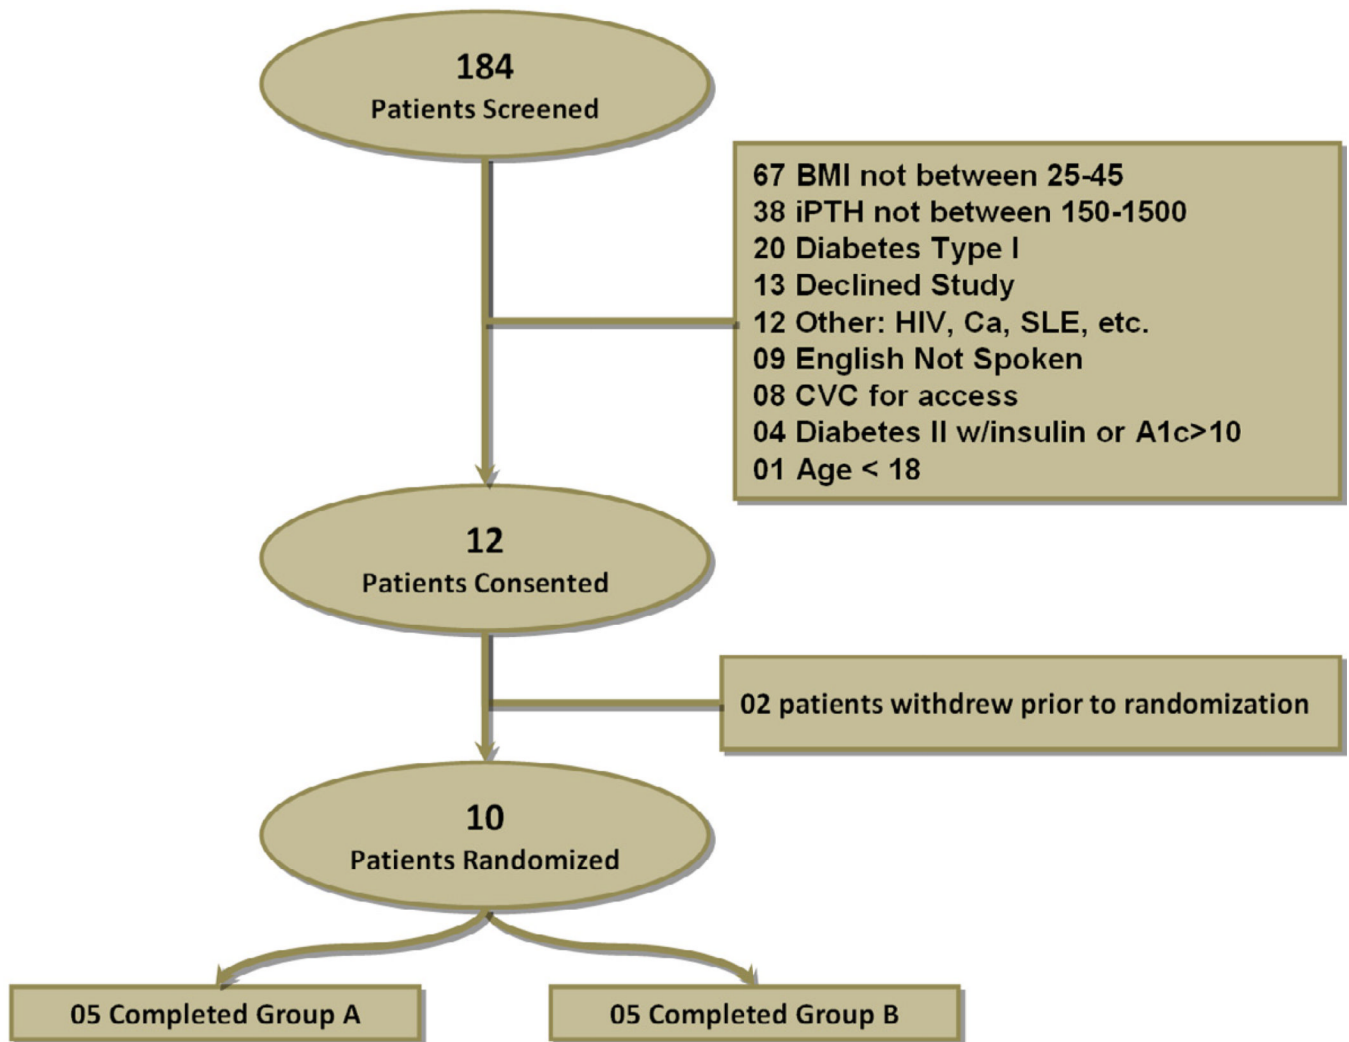 184
Patients Screened
67 BMI not between 25-45
38 iPTH not between 150-1500
20 Diabetes Type I
13 Declined Study
12 Other: HIV, Ca, SLE, etc.
09 English Not Spoken
08 CVC for access
04 Diabetes II w/insulin or A1c>10
01 Age < 18
12
Patients Consented
02 patients withdrew prior to randomization
10
Patients Randomized
05 Completed Group A
05 Completed Group B